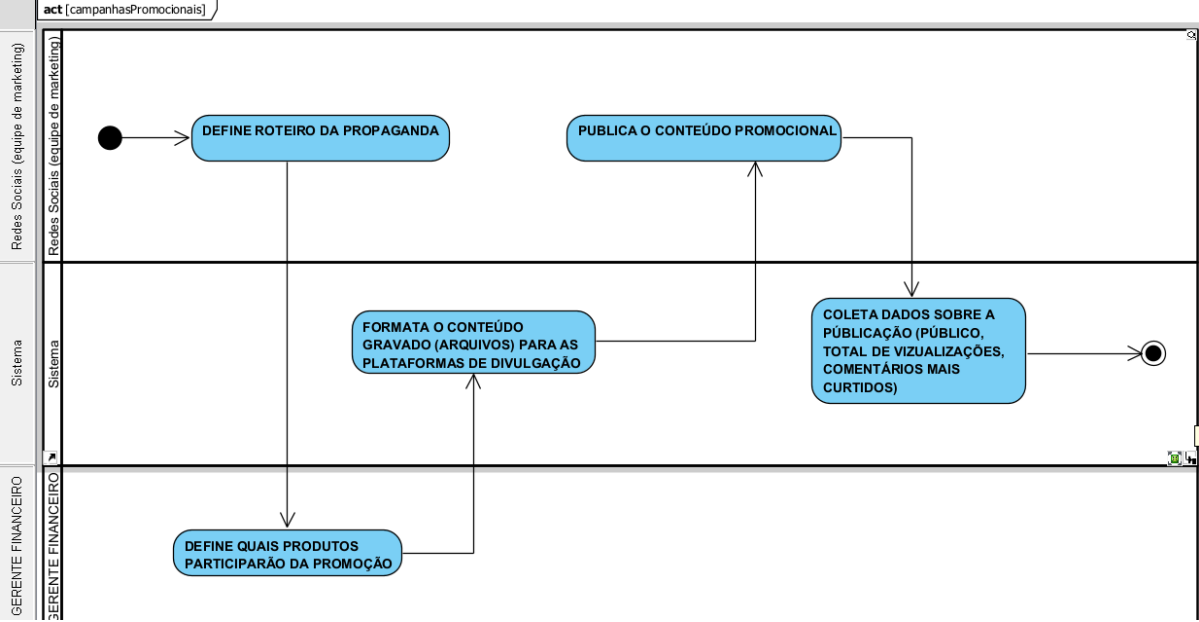 act [campanhasPromocionais]
Redes Sociais (equipe de marketing)
Redes Sociais (equipe de marketing)
DEFINE ROTEIRO DA PROPAGANDA
PUBLICA O CONTEÚDO PROMOCIONAL
Sistema
Sistema
FORMATA O CONTEÚDO
GRAVADO (ARQUIVOS) PARA AS
PLATAFORMAS DE DIVULGAÇÃO
COLETA DADOS SOBRE A
PÚBLICAÇÃO (PÚBLICO,
TOTAL DE VIZUALIZAÇÕES,
COMENTÁRIOS MAIS
CURTIDOS)
GERENTE FINANCEIRO
GERENTE FINANCEIRO
DEFINE QUAIS PRODUTOS
PARTICIPARÃO DA PROMOÇÃO